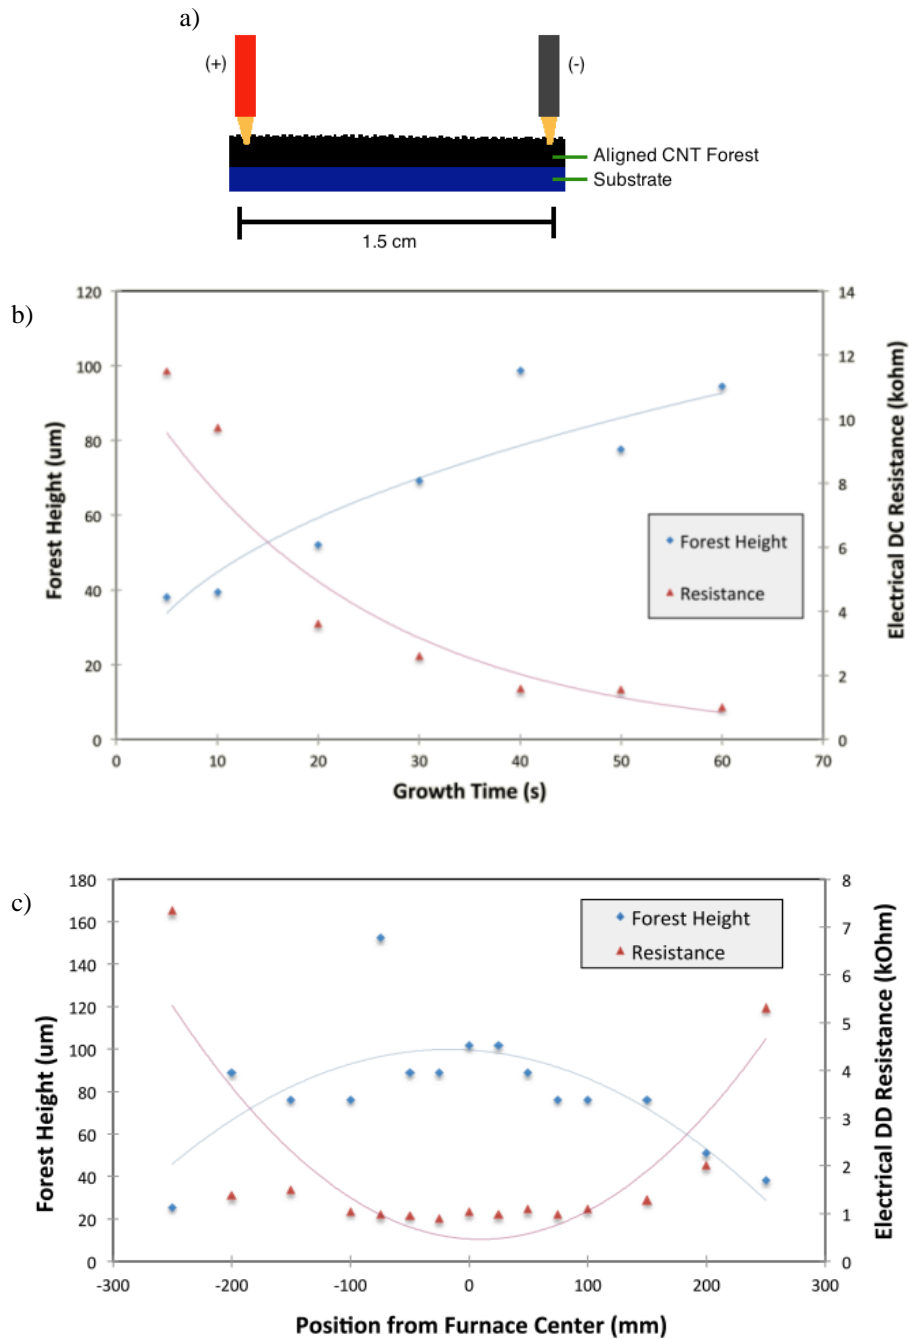 a)
(+)
(-)
Aligned CNT Forest
Substrate
1.5 cm
b)
Forest Height (um)
120
100
80
60
40
20
0
14
12
10
8
6
4
2
0
Electrical DC Resistance (kohm)
Forest Height
Resistance
0 10 20 30 40 50 60 70
Growth Time (s)
c)
Forest Height (um)
180
160
140
120
100
80
60
40
20
0
8
7
6
5
4
3
2
1
0
Electrical DD Resistance (kOhm)
Forest Height
Resistance
-300 -200 -100 0 100 200 300
Position from Furnace Center (mm)